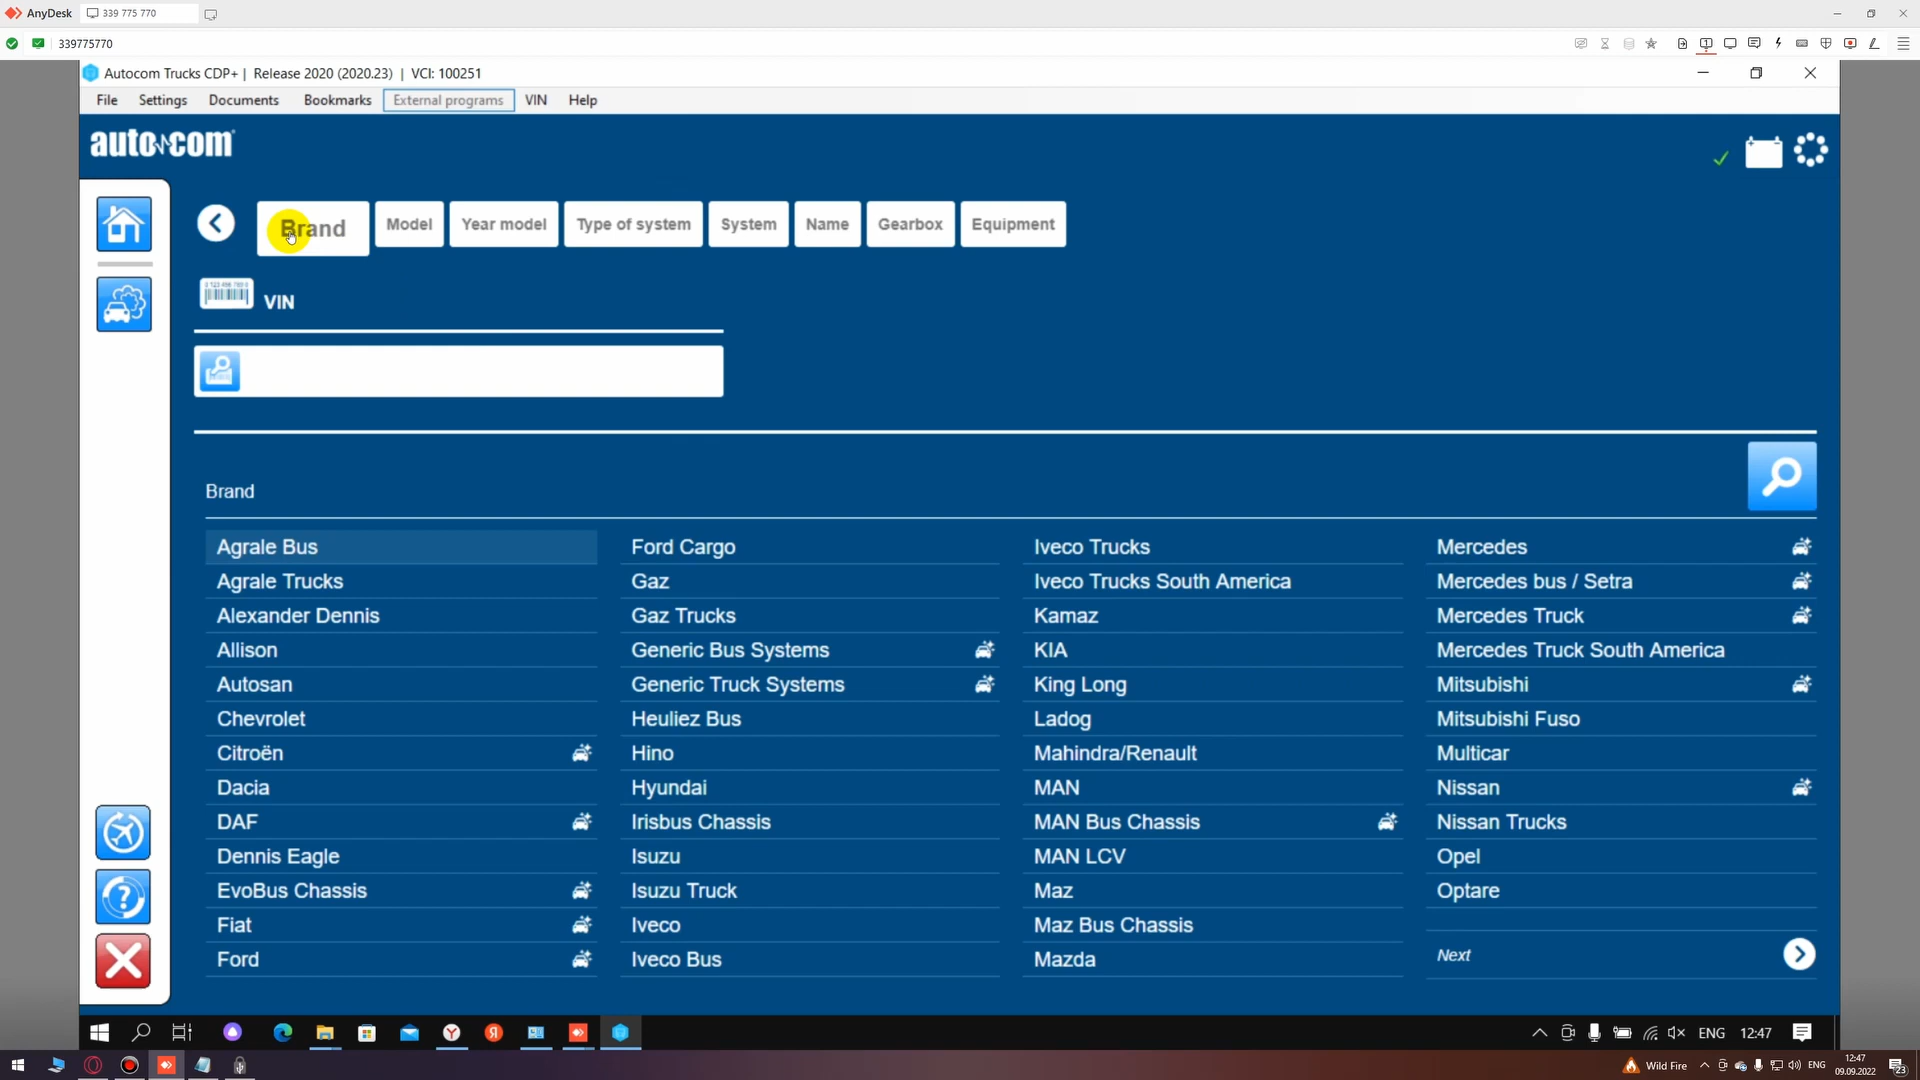 AnyDesk 339 775 770
339775770
Autocom Trucks CDP+ | Release 2020 (2020.23) | VCI: 100251
File Settings Documents Bookmarks External programs VIN Help
autocom
Brand Model Year model Type of system System Name Gearbox Equipment
VIN
Brand
Agrale Bus
Agrale Trucks
Alexander Dennis
Allison
Autosan
Chevrolet
Citroën
Dacia
DAF
Dennis Eagle
EvoBus Chassis
Fiat
Ford
Ford Cargo
Gaz
Gaz Trucks
Generic Bus Systems
Generic Truck Systems
Heuliez Bus
Hino
Hyundai
Irisbus Chassis
Isuzu
Isuzu Truck
Iveco
Iveco Bus
Iveco Trucks
Iveco Trucks South America
Kamaz
KIA
King Long
Ladog
Mahindra/Renault
MAN
MAN Bus Chassis
MAN LCV
Maz
Maz Bus Chassis
Mazda
Mercedes
Mercedes bus / Setra
Mercedes Truck
Mercedes Truck South America
Mitsubishi
Mitsubishi Fuso
Multicar
Nissan
Nissan Trucks
Opel
Optare
Next
ENG 12:47
Wild Fire ENG 12:47
09.09.2022
23